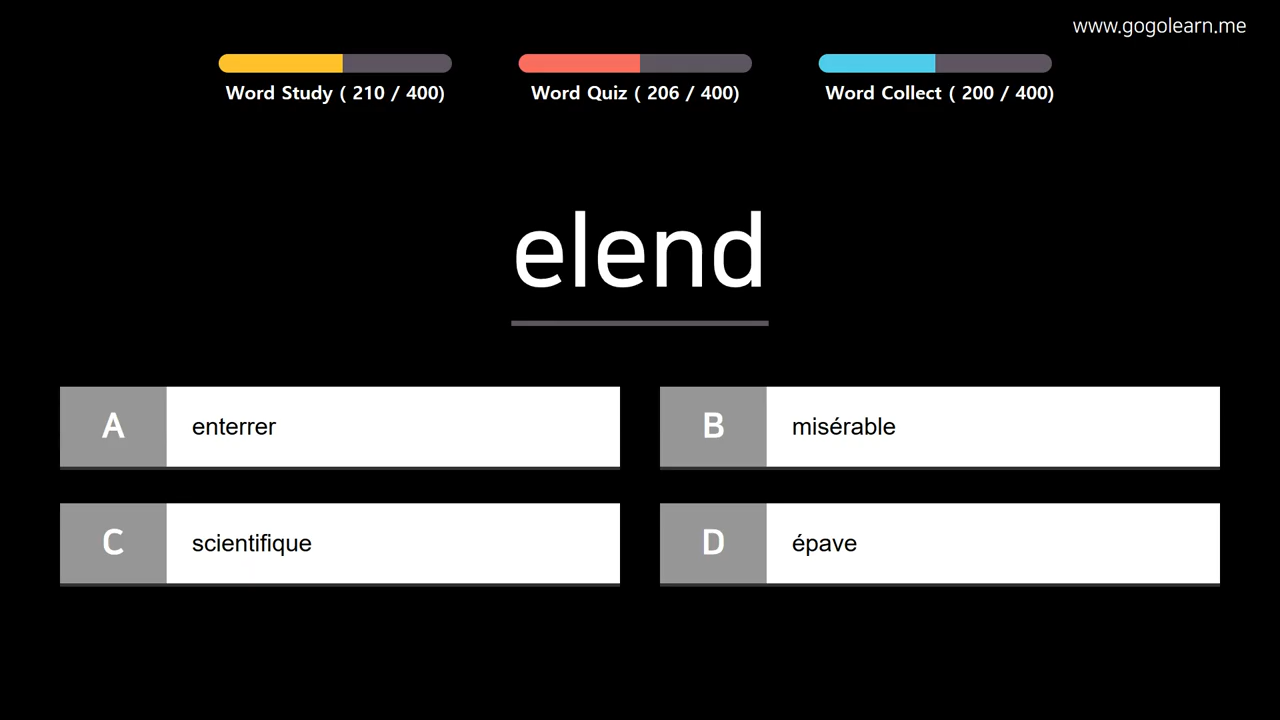 www.gogolearn.me
Word Study ( 210 / 400)
Word Quiz ( 206 / 400)
Word Collect ( 200 / 400)
elend
A enterrer
B misérable
C scientifique
D épave